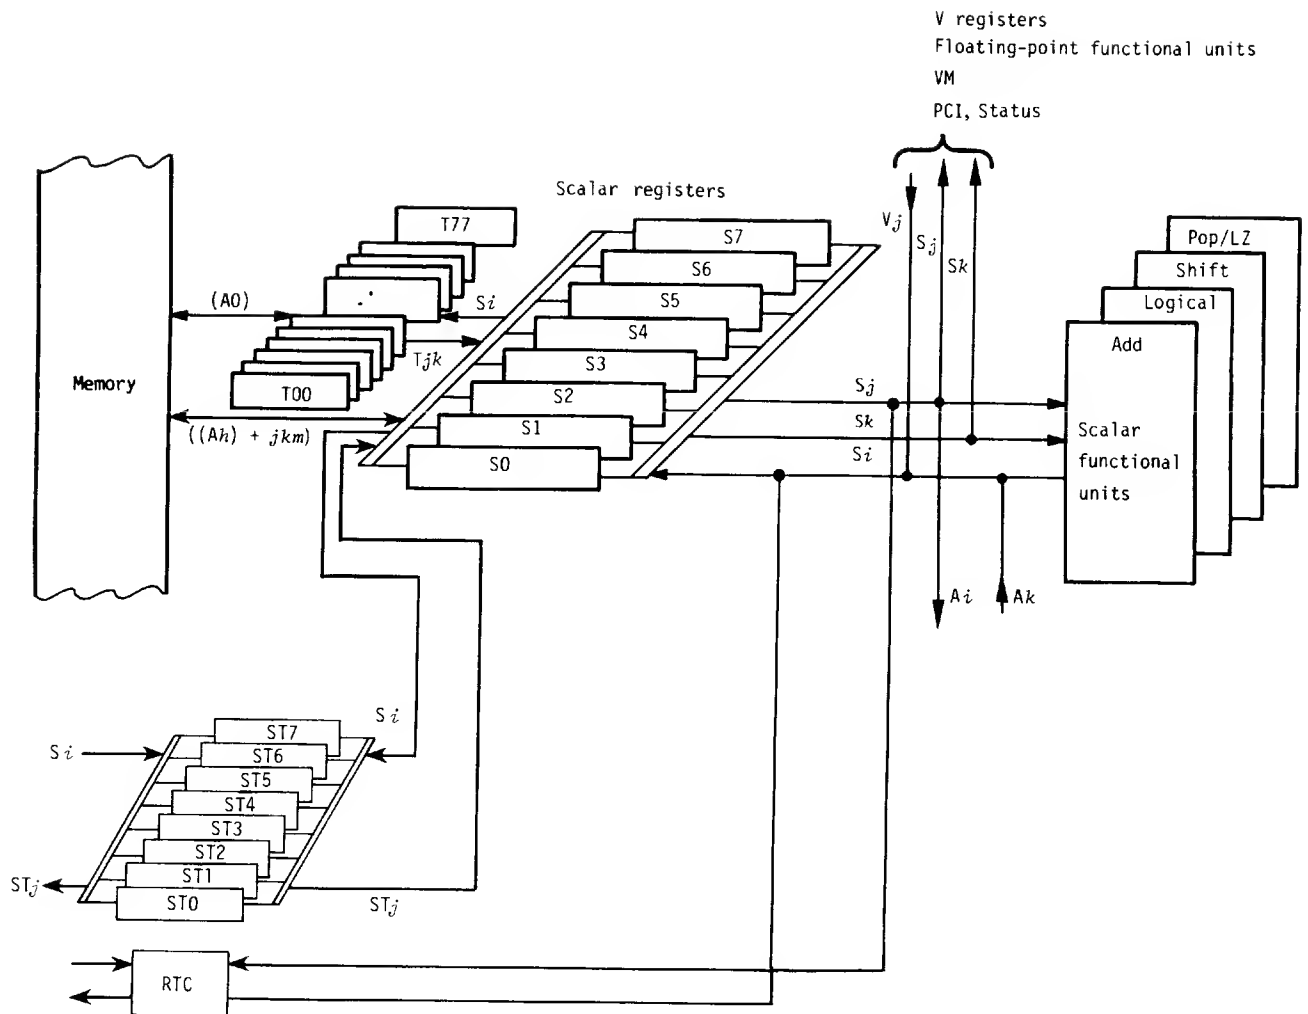 V registers
Floating-point functional units
VM
PCI, Status
Scalar registers
T77
S7
Vj
Sj
Sk
Pop/LZ
S6
Shift
(A0)
Si
S5
Logical
S4
Add
Tjk
S3
Memory
T00
S2
Sj
((Ah) + jkm)
S1
Sk
Scalar
functional
units
S0
Si
Ai
Ak
Si
ST7
Si
ST6
ST5
ST4
ST3
ST2
ST1
STj
ST0
STj
RTC